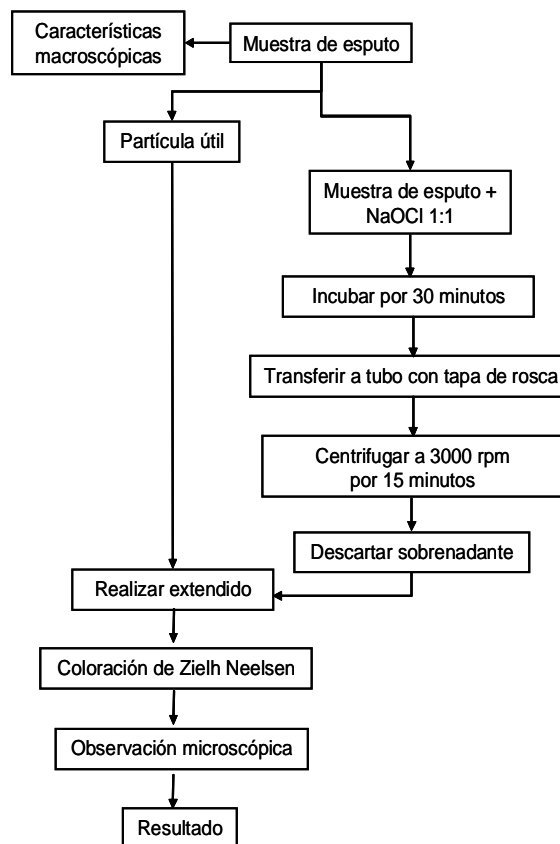 Características
macroscópicas
Muestra de esputo
Partícula útil
Muestra de esputo +
NaOCl 1:1
Incubar por 30 minutos
Transferir a tubo con tapa de rosca
Centrifugar a 3000 rpm
por 15 minutos
Descartar sobrenadante
Realizar extendido
Coloración de Zielh Neelsen
Observación microscópica
Resultado